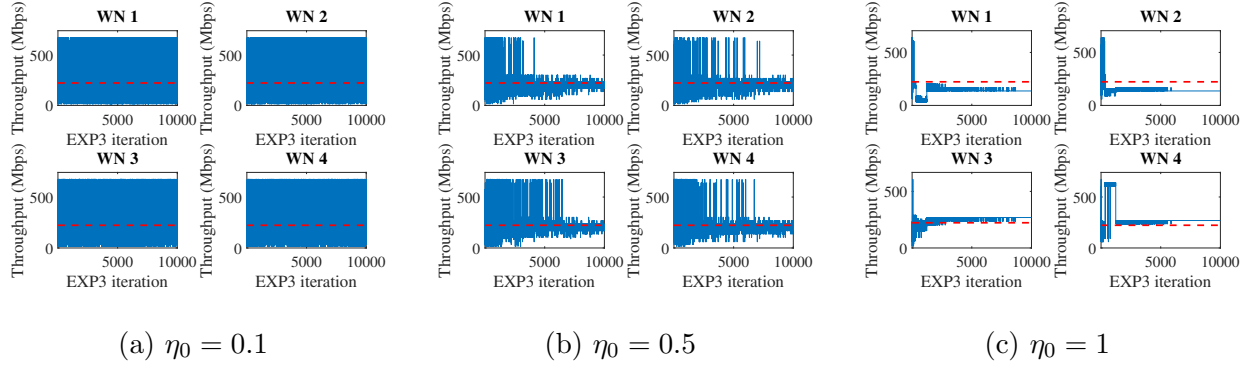 WN 1
WN 2
Throughput (Mbps)
500
0
5000
10000
EXP3 iteration
Throughput (Mbps)
500
0
5000
10000
EXP3 iteration
WN 3
WN 4
Throughput (Mbps)
500
0
5000
10000
EXP3 iteration
Throughput (Mbps)
500
0
5000
10000
EXP3 iteration
(a) η₀ = 0.1
WN 1
WN 2
Throughput (Mbps)
500
0
5000
10000
EXP3 iteration
Throughput (Mbps)
500
0
5000
10000
EXP3 iteration
WN 3
WN 4
Throughput (Mbps)
500
0
5000
10000
EXP3 iteration
Throughput (Mbps)
500
0
5000
10000
EXP3 iteration
(b) η₀ = 0.5
WN 1
WN 2
Throughput (Mbps)
500
0
5000
10000
EXP3 iteration
Throughput (Mbps)
500
0
5000
10000
EXP3 iteration
WN 3
WN 4
Throughput (Mbps)
500
0
5000
10000
EXP3 iteration
Throughput (Mbps)
500
0
5000
10000
EXP3 iteration
(c) η₀ = 1